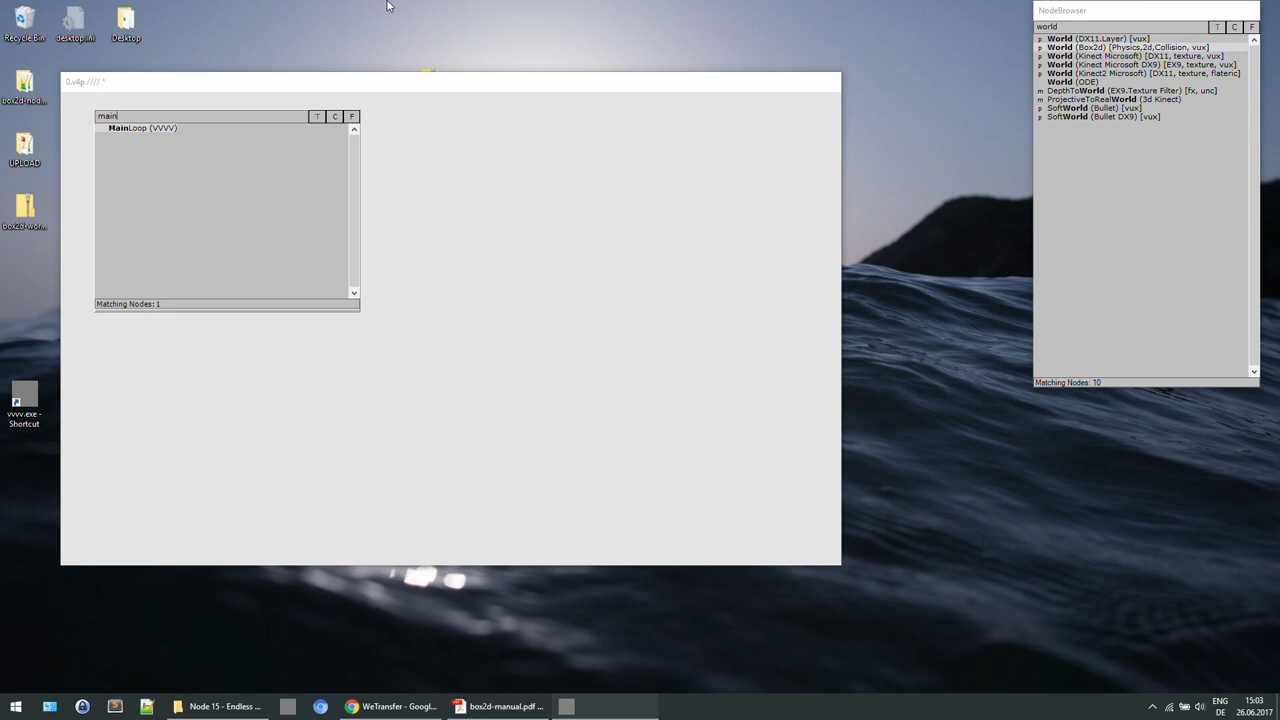 Recycle Bin
desktop.ini
Desktop
box2d-nod...
UPLOAD
box2d-wor...
vvvv.exe -
Shortcut
0.v4p //// *
main
T C F
MainLoop (VVVV)
Matching Nodes: 1
NodeBrowser
world
T C F
p World (DX11.Layer) [vux]
p World (Box2d) [Physics,2d,Collision, vux]
p World (Kinect Microsoft) [DX11, texture, vux]
p World (Kinect Microsoft DX9) [EX9, texture, vux]
p World (Kinect2 Microsoft) [DX11, texture, flateric]
World (ODE)
m DepthToWorld (EX9.Texture Filter) [fx, unc]
m ProjectiveToRealWorld (3d Kinect)
p SoftWorld (Bullet) [vux]
p SoftWorld (Bullet DX9) [vux]
Matching Nodes: 10
Node 15 - Endless ...
WeTransfer - Googl...
box2d-manual.pdf ...
ENG
DE
15:03
26.06.2017